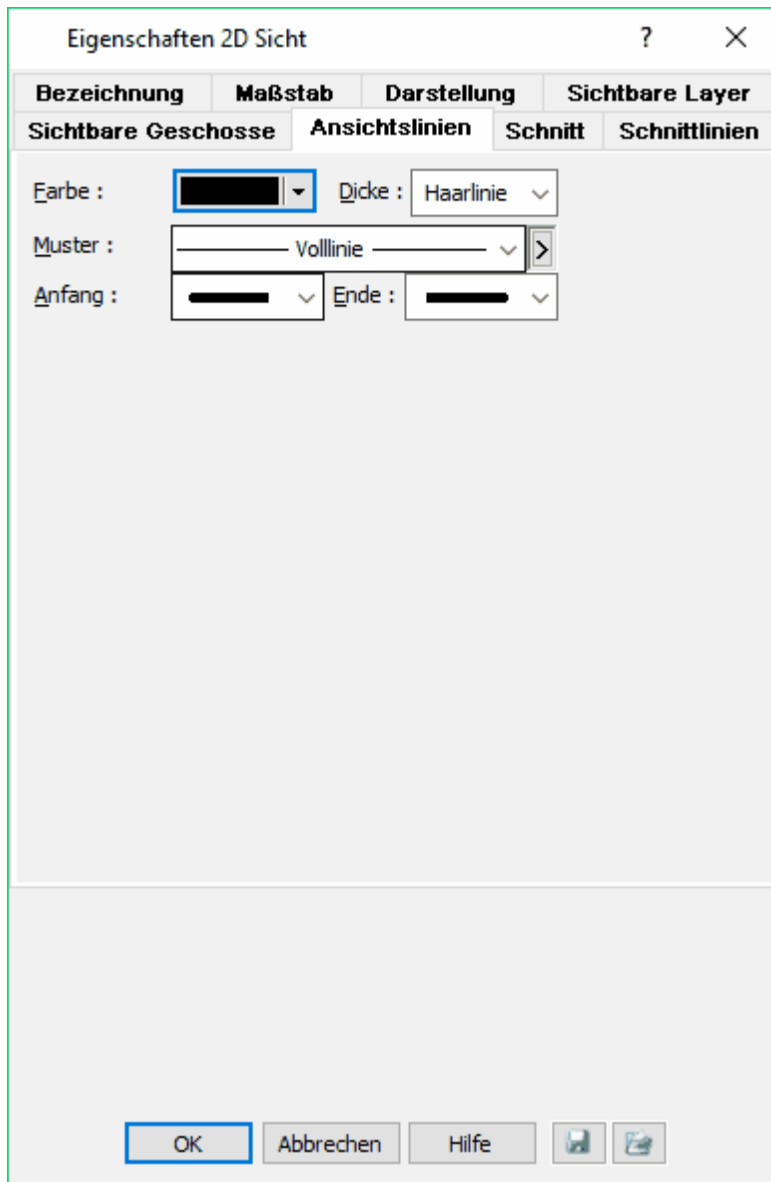 Eigenschaften 2D Sicht ?
Bezeichnung Maßstab Darstellung Sichtbare Layer
Sichtbare Geschosse Ansichtslinien Schnitt Schnittlinien
Farbe : Dicke : Haarlinie
Muster : Volllinie >
Anfang : Ende :
OK Abbrechen Hilfe